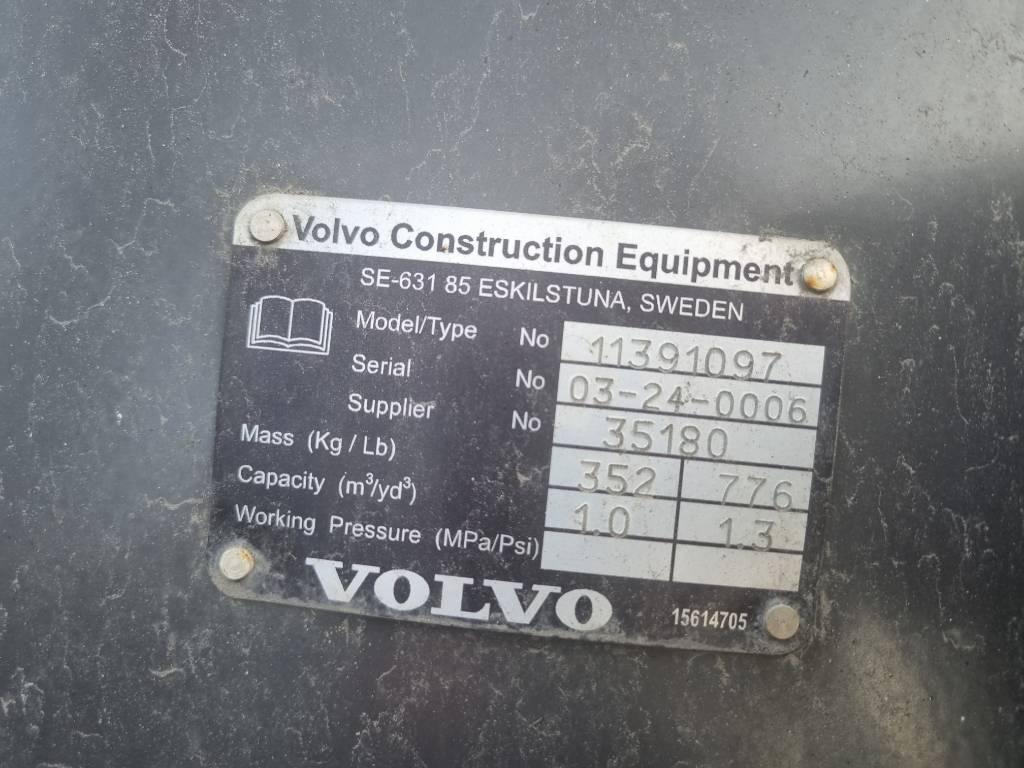 Volvo Construction Equipment
SE-631 85 ESKILSTUNA, SWEDEN
Model/Type No 11391097
Serial No 03-24-0006
Supplier No 35180
Mass (Kg / Lb) 352 776
Capacity (m³/yd³) 1.0 1.3
Working Pressure (MPa/Psi)
VOLVO 15614705